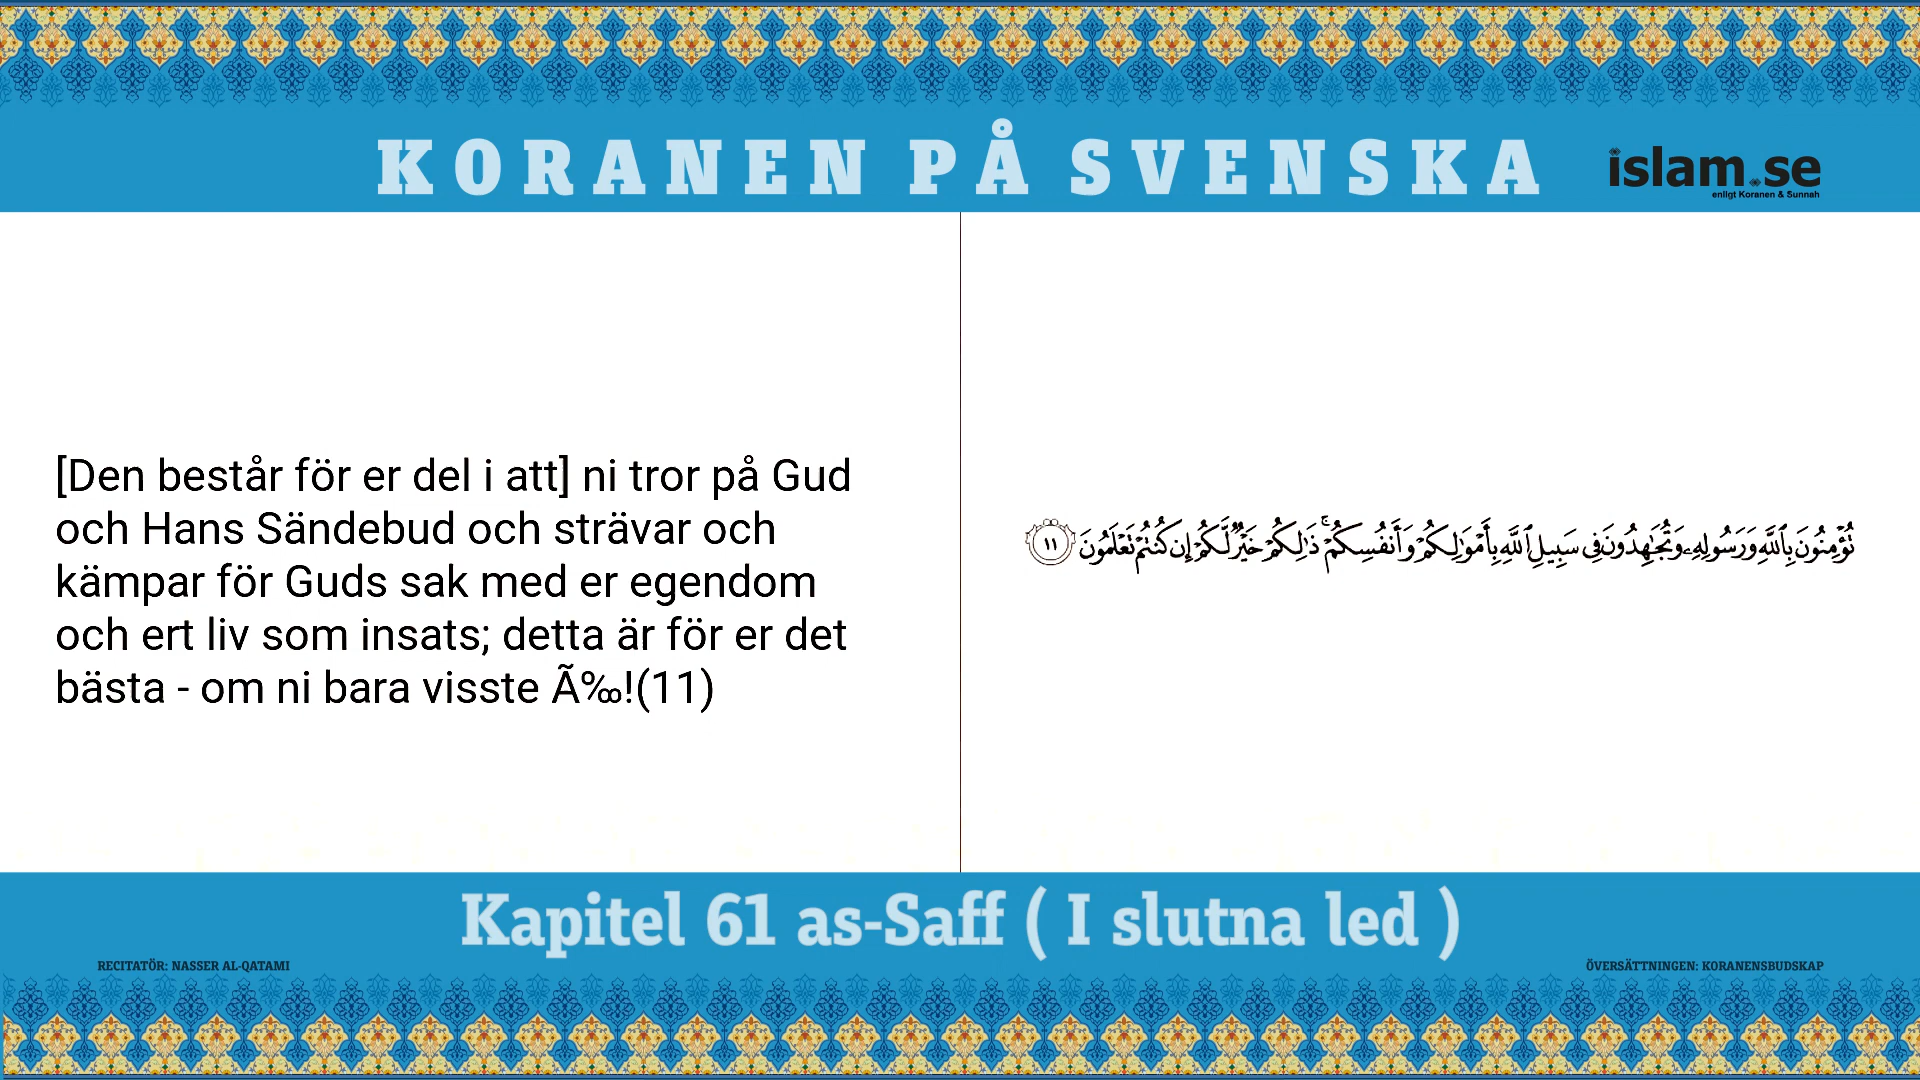 KORANEN PÅ SVENSKA
islam.se
enligt Koranen & Sunnah
[Den består för er del i att] ni tror på Gud
och Hans Sändebud och strävar och
kämpar för Guds sak med er egendom
och ert liv som insats; detta är för er det
bästa - om ni bara visste Ã‰!(11)
تُؤْمِنُونَ بِٱللَّهِ وَرَسُولِهِۦ وَتُجَٰهِدُونَ فِى سَبِيلِ ٱللَّهِ بِأَمْوَٰلِكُمْ وَأَنفُسِكُمْ ۚ ذَٰلِكُمْ خَيْرٌ لَّكُمْ إِن كُنتُمْ تَعْلَمُونَ ١١
Kapitel 61 as-Saff ( I slutna led )
RECITATÖR: NASSER AL-QATAMI
ÖVERSÄTTNINGEN: KORANENSBUDSKAP